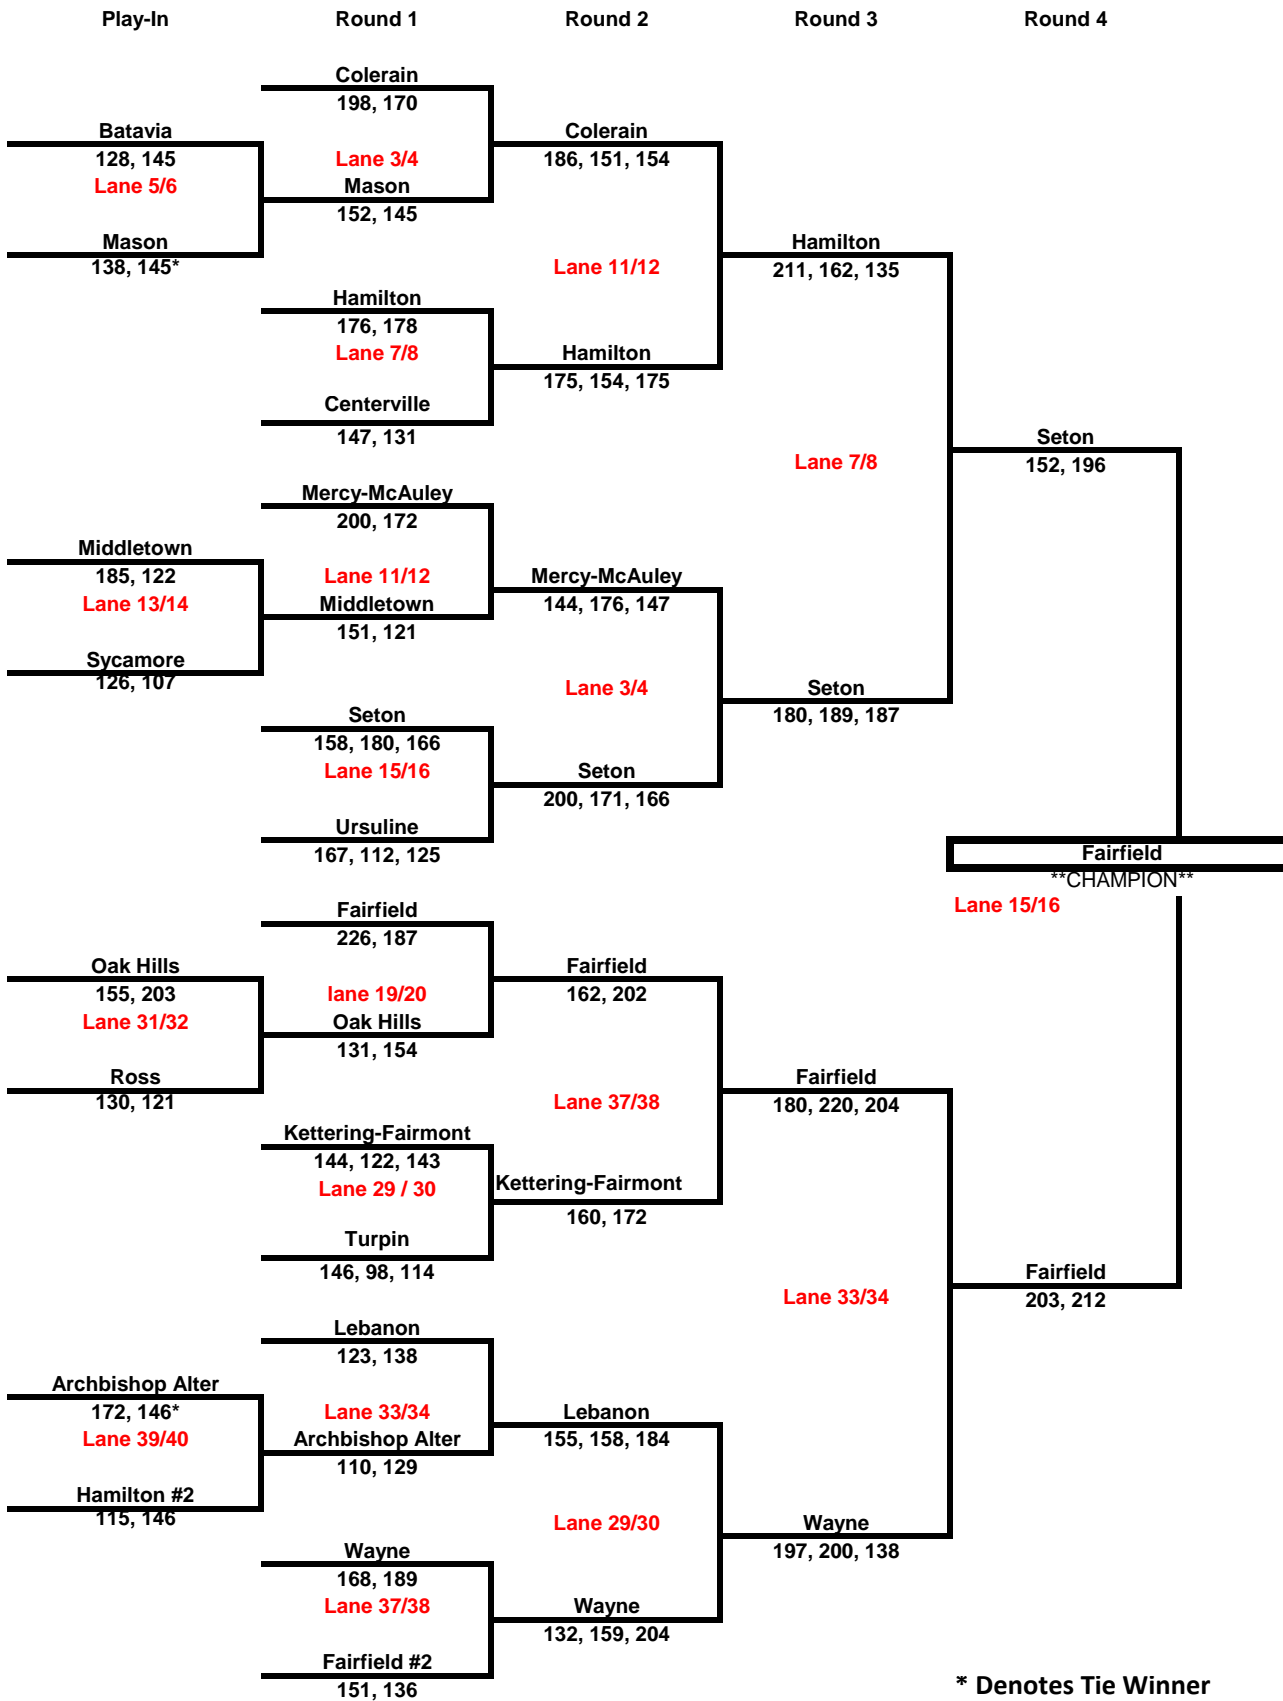 Play-In Round 1 Round 2 Round 3 Round 4
Colerain
198, 170
Batavia Colerain
128, 145 Lane 3/4 186, 151, 154
Lane 5/6 Mason
152, 145
Mason Hamilton
138, 145* Lane 11/12 211, 162, 135
Hamilton
176, 178
Lane 7/8 Hamilton
175, 154, 175
Centerville
147, 131 Seton
Lane 7/8 152, 196
Mercy-McAuley
200, 172
Middletown
185, 122 Lane 11/12 Mercy-McAuley
Lane 13/14 Middletown 144, 176, 147
151, 121
Sycamore
126, 107 Lane 3/4 Seton
Seton 180, 189, 187
158, 180, 166
Lane 15/16 Seton
200, 171, 166
Ursuline
167, 112, 125 Fairfield
**CHAMPION**
Fairfield Lane 15/16
226, 187
Oak Hills Fairfield
155, 203 lane 19/20 162, 202
Lane 31/32 Oak Hills
131, 154
Ross Fairfield
130, 121 Lane 37/38 180, 220, 204
Kettering-Fairmont
144, 122, 143
Lane 29 / 30 Kettering-Fairmont
160, 172
Turpin
146, 98, 114 Fairfield
Lane 33/34 203, 212
Lebanon
123, 138
Archbishop Alter
172, 146* Lane 33/34 Lebanon
Lane 39/40 Archbishop Alter 155, 158, 184
110, 129
Hamilton #2
115, 146 Lane 29/30 Wayne
Wayne 197, 200, 138
168, 189
Lane 37/38 Wayne
132, 159, 204
Fairfield #2
151, 136 * Denotes Tie Winner